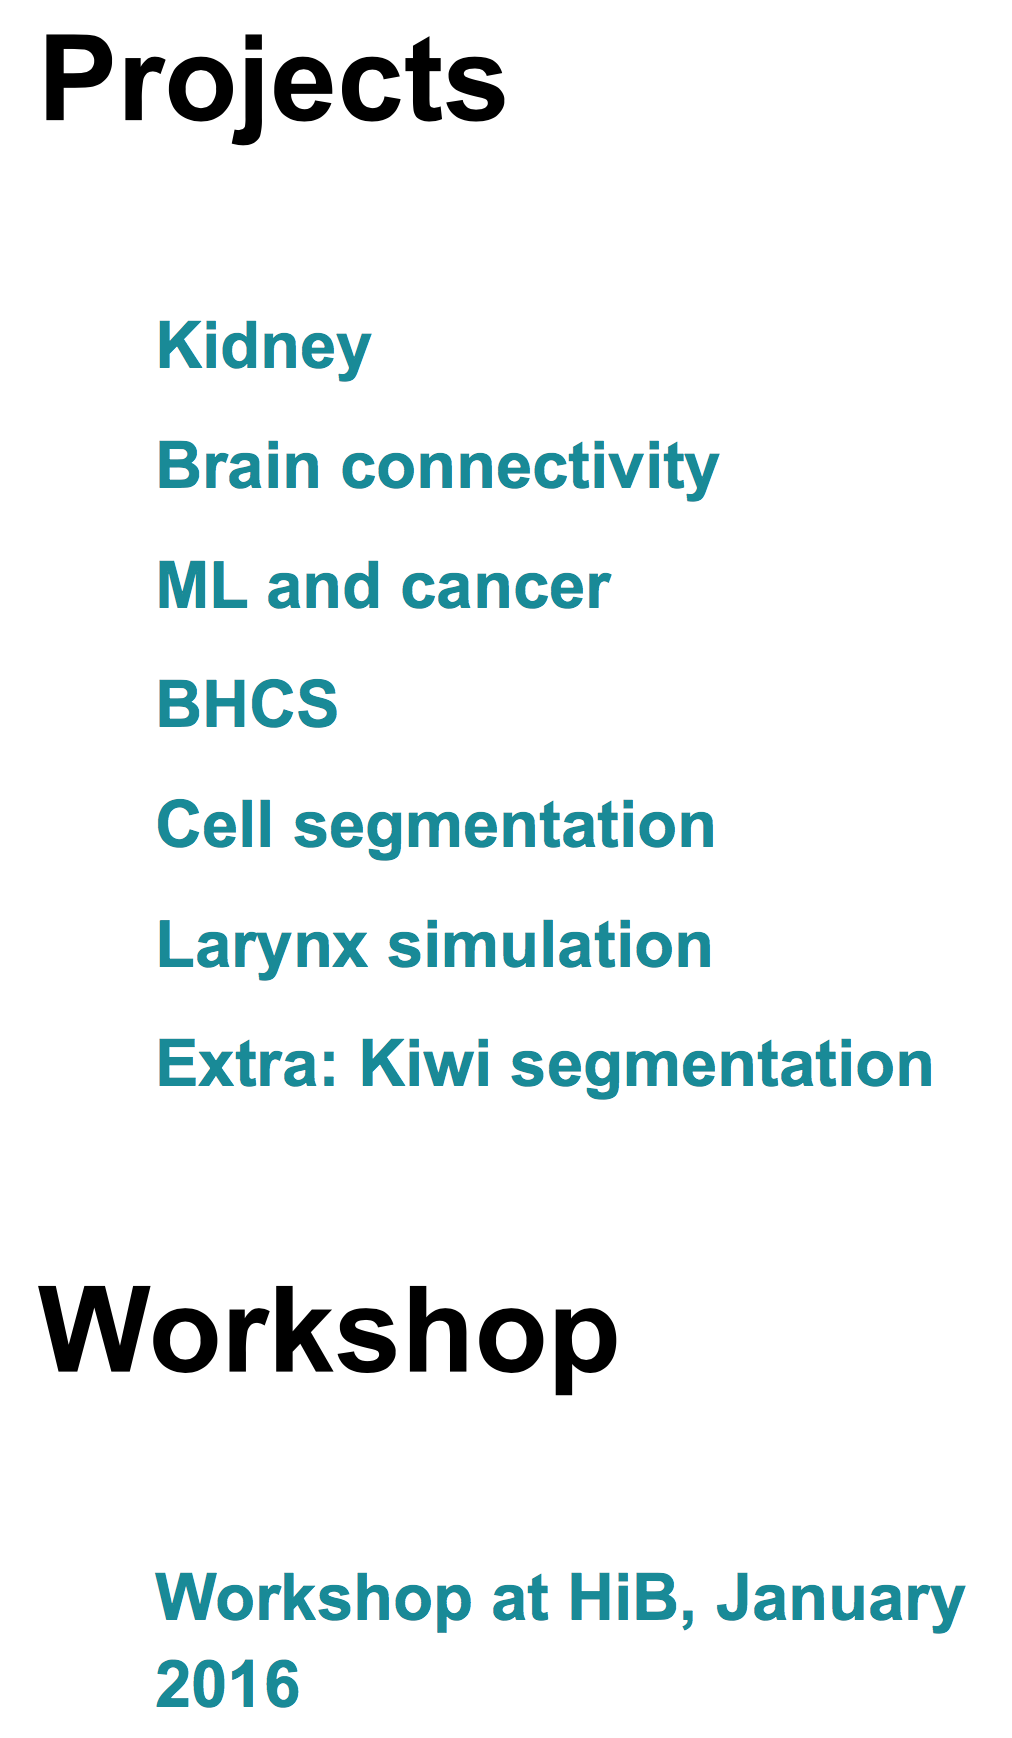 Projects
Kidney
Brain connectivity
ML and cancer
BHCS
Cell segmentation
Larynx simulation
Extra: Kiwi segmentation
Workshop
Workshop at HiB, January
2016